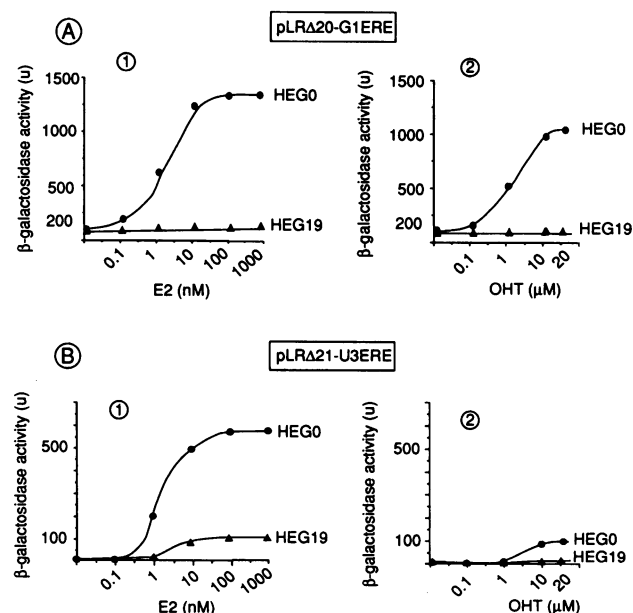 A
pLRΔ20-G1ERE
1
β-galactosidase activity (u)
1500
1000
500
200
HEG0
HEG19
0.1 1 10 100 1000
E2 (nM)
2
β-galactosidase activity (u)
1500
1000
500
200
HEG0
HEG19
0.1 1 10 20
OHT (μM)
B
pLRΔ21-U3ERE
1
β-galactosidase activity (u)
500
100
HEG0
HEG19
0.1 1 10 100 1000
E2 (nM)
2
β-galactosidase activity (u)
500
100
HEG0
HEG19
0.1 1 10 20
OHT (μM)